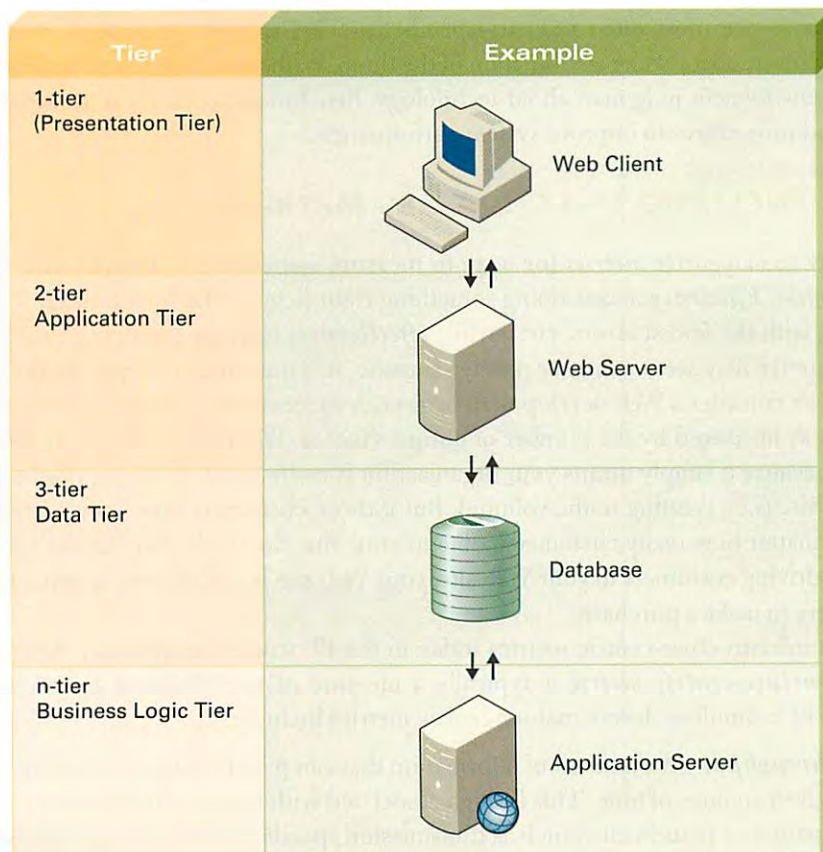 Tier
Example
1-tier
(Presentation Tier)
Web Client
2-tier
Application Tier
Web Server
3-tier
Data Tier
Database
n-tier
Business Logic Tier
Application Server